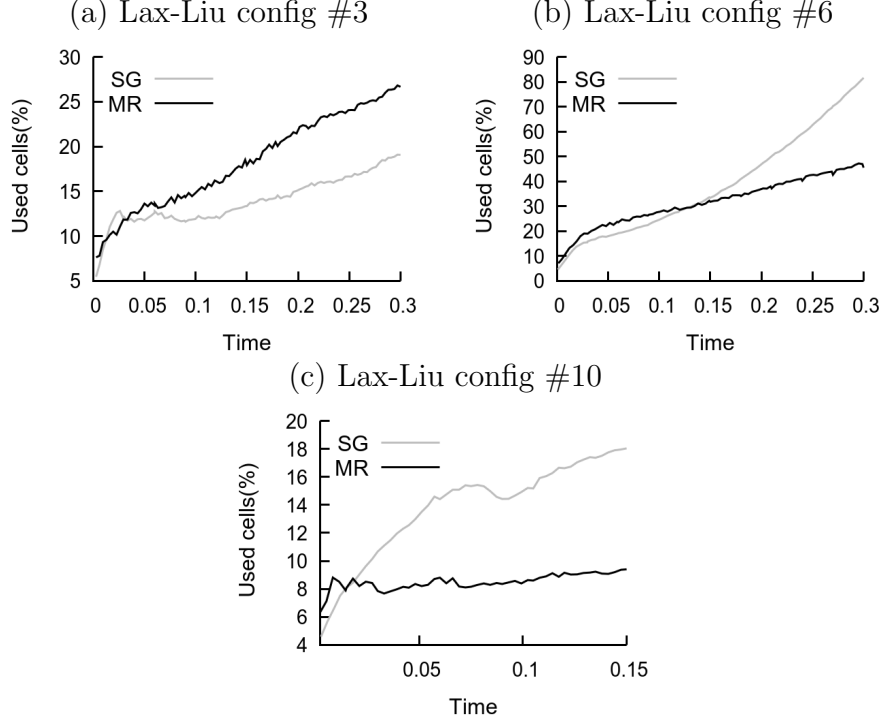 (a) Lax-Liu config #3
(b) Lax-Liu config #6
30
25
20
15
10
5
Used cells(%)
SG
MR
0 0.05 0.1 0.15 0.2 0.25 0.3
Time
90
80
70
60
50
40
30
20
10
0
Used cells(%)
SG
MR
0 0.05 0.1 0.15 0.2 0.25 0.3
Time
(c) Lax-Liu config #10
20
18
16
14
12
10
8
6
4
Used cells(%)
SG
MR
0.05 0.1 0.15
Time